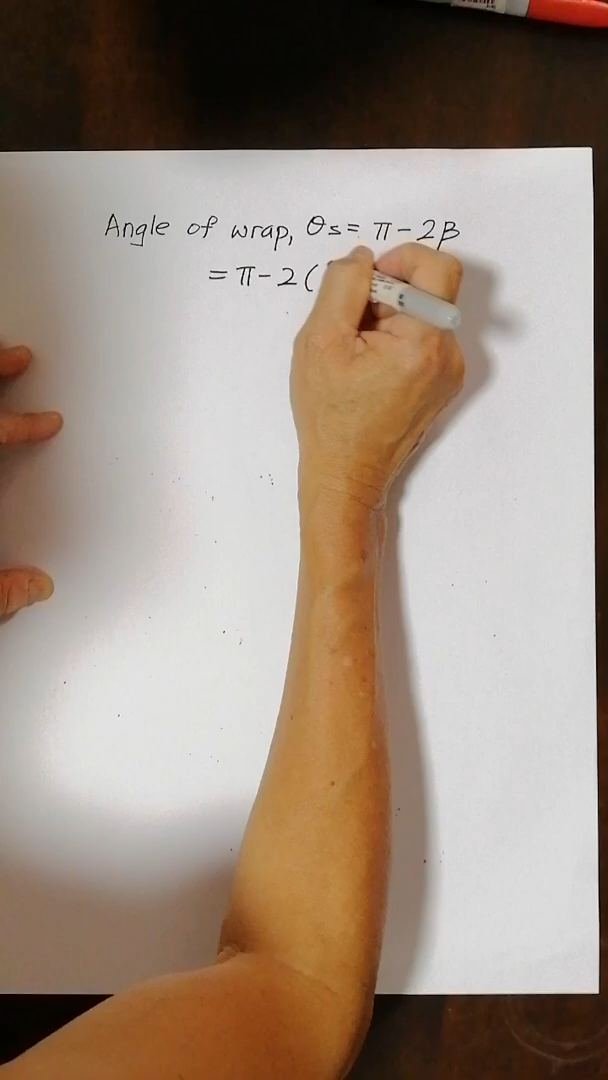 Angle of wrap, θs = π - 2β
= π - 2 (